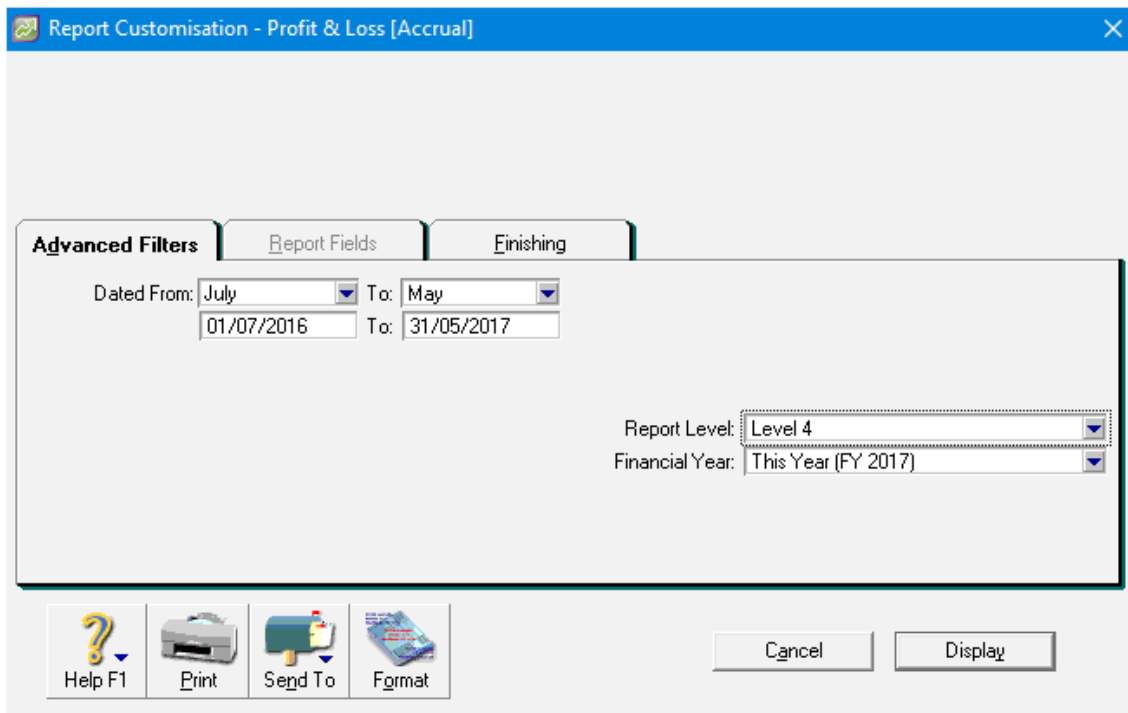 Report Customisation - Profit & Loss [Accrual]
Advanced Filters Report Fields Finishing
Dated From: July To: May
01/07/2016 To: 31/05/2017
Report Level: Level 4
Financial Year: This Year (FY 2017)
Help F1 Print Send To Format Cancel Display